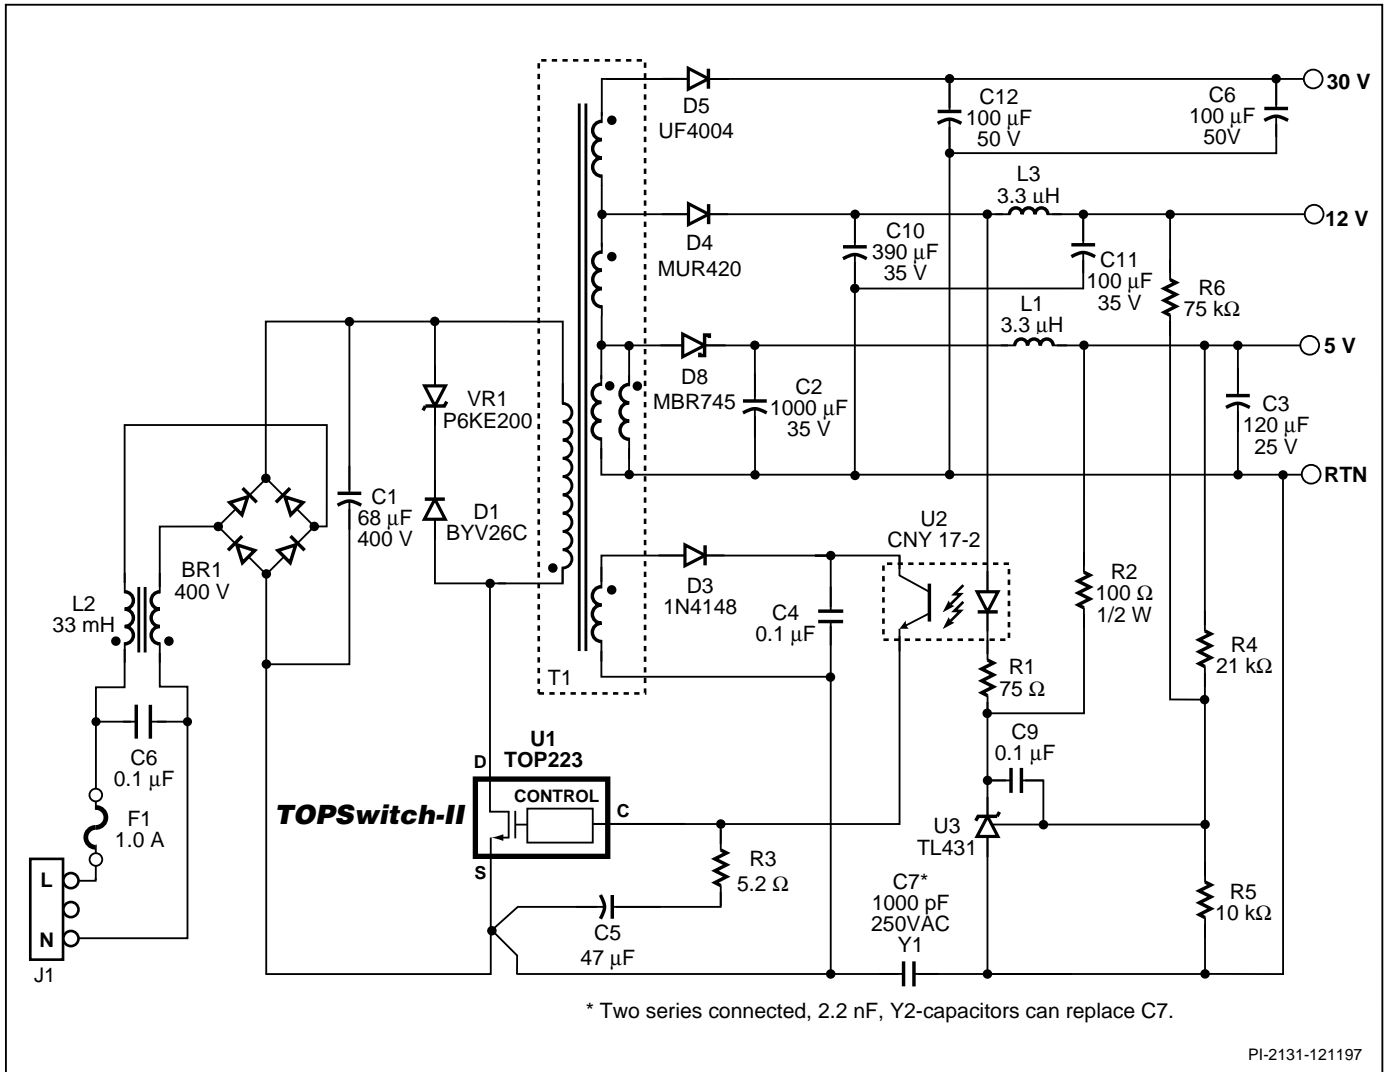 D5
UF4004
C12
100 µF
50 V
C6
100 µF
50V
30 V
L3
3.3 µH
12 V
D4
MUR420
C10
390 µF
35 V
C11
100 µF
35 V
R6
75 kΩ
L1
3.3 µH
5 V
D8
MBR745
C2
1000 µF
35 V
C3
120 µF
25 V
RTN
VR1
P6KE200
C1
68 µF
400 V
D1
BYV26C
BR1
400 V
L2
33 mH
U2
CNY 17-2
D3
1N4148
C4
0.1 µF
R2
100 Ω
1/2 W
R1
75 Ω
R4
21 kΩ
T1
C6
0.1 µF
F1
1.0 A
L
N
J1
U1
TOP223
D
CONTROL
C
S
TOPSwitch-II
R3
5.2 Ω
C5
47 µF
C9
0.1 µF
U3
TL431
C7*
1000 pF
250VAC
Y1
R5
10 kΩ
* Two series connected, 2.2 nF, Y2-capacitors can replace C7.
PI-2131-121197